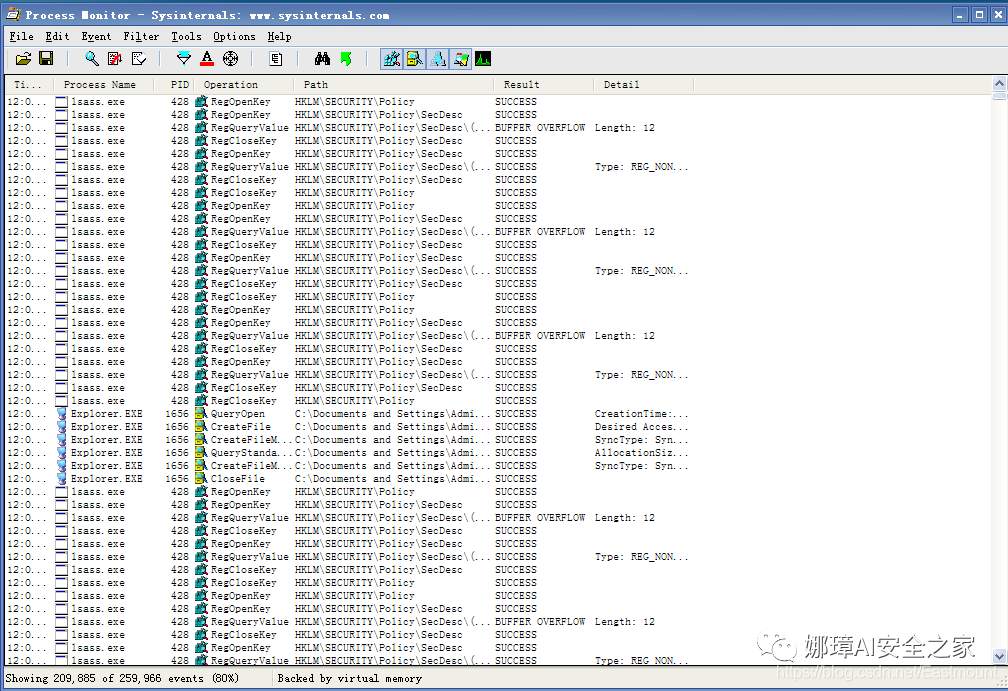 Process Monitor - Sysinternals: www.sysinternals.com
File Edit Event Filter Tools Options Help
Ti... Process Name PID Operation Path Result Detail
12:0... lsass.exe 428 RegOpenKey HKLM\SECURITY\Policy SUCCESS
12:0... lsass.exe 428 RegOpenKey HKLM\SECURITY\Policy\SecDesc SUCCESS
12:0... lsass.exe 428 RegQueryValue HKLM\SECURITY\Policy\SecDesc\(... BUFFER OVERFLOW Length: 12
12:0... lsass.exe 428 RegCloseKey HKLM\SECURITY\Policy\SecDesc SUCCESS
12:0... lsass.exe 428 RegOpenKey HKLM\SECURITY\Policy\SecDesc SUCCESS
12:0... lsass.exe 428 RegQueryValue HKLM\SECURITY\Policy\SecDesc\(... SUCCESS Type: REG_NON...
12:0... lsass.exe 428 RegCloseKey HKLM\SECURITY\Policy\SecDesc SUCCESS
12:0... lsass.exe 428 RegCloseKey HKLM\SECURITY\Policy SUCCESS
12:0... lsass.exe 428 RegOpenKey HKLM\SECURITY\Policy SUCCESS
12:0... lsass.exe 428 RegOpenKey HKLM\SECURITY\Policy\SecDesc SUCCESS
12:0... lsass.exe 428 RegQueryValue HKLM\SECURITY\Policy\SecDesc\(... BUFFER OVERFLOW Length: 12
12:0... lsass.exe 428 RegCloseKey HKLM\SECURITY\Policy\SecDesc SUCCESS
12:0... lsass.exe 428 RegOpenKey HKLM\SECURITY\Policy\SecDesc SUCCESS
12:0... lsass.exe 428 RegQueryValue HKLM\SECURITY\Policy\SecDesc\(... SUCCESS Type: REG_NON...
12:0... lsass.exe 428 RegCloseKey HKLM\SECURITY\Policy\SecDesc SUCCESS
12:0... lsass.exe 428 RegCloseKey HKLM\SECURITY\Policy SUCCESS
12:0... lsass.exe 428 RegOpenKey HKLM\SECURITY\Policy SUCCESS
12:0... lsass.exe 428 RegOpenKey HKLM\SECURITY\Policy\SecDesc SUCCESS
12:0... lsass.exe 428 RegQueryValue HKLM\SECURITY\Policy\SecDesc\(... BUFFER OVERFLOW Length: 12
12:0... lsass.exe 428 RegCloseKey HKLM\SECURITY\Policy\SecDesc SUCCESS
12:0... lsass.exe 428 RegOpenKey HKLM\SECURITY\Policy\SecDesc SUCCESS
12:0... lsass.exe 428 RegQueryValue HKLM\SECURITY\Policy\SecDesc\(... SUCCESS Type: REG_NON...
12:0... lsass.exe 428 RegCloseKey HKLM\SECURITY\Policy\SecDesc SUCCESS
12:0... lsass.exe 428 RegCloseKey HKLM\SECURITY\Policy SUCCESS
12:0... Explorer.EXE 1656 QueryOpen C:\Documents and Settings\Admi... SUCCESS CreationTime:...
12:0... Explorer.EXE 1656 CreateFile C:\Documents and Settings\Admi... SUCCESS Desired Acces...
12:0... Explorer.EXE 1656 CreateFileM... C:\Documents and Settings\Admi... SUCCESS SyncType: Syn...
12:0... Explorer.EXE 1656 QueryStanda... C:\Documents and Settings\Admi... SUCCESS AllocationSiz...
12:0... Explorer.EXE 1656 CreateFileM... C:\Documents and Settings\Admi... SUCCESS SyncType: Syn...
12:0... Explorer.EXE 1656 CloseFile C:\Documents and Settings\Admi... SUCCESS
12:0... lsass.exe 428 RegOpenKey HKLM\SECURITY\Policy SUCCESS
12:0... lsass.exe 428 RegOpenKey HKLM\SECURITY\Policy\SecDesc SUCCESS
12:0... lsass.exe 428 RegQueryValue HKLM\SECURITY\Policy\SecDesc\(... BUFFER OVERFLOW Length: 12
12:0... lsass.exe 428 RegCloseKey HKLM\SECURITY\Policy\SecDesc SUCCESS
12:0... lsass.exe 428 RegOpenKey HKLM\SECURITY\Policy\SecDesc SUCCESS
12:0... lsass.exe 428 RegQueryValue HKLM\SECURITY\Policy\SecDesc\(... SUCCESS Type: REG_NON...
12:0... lsass.exe 428 RegCloseKey HKLM\SECURITY\Policy\SecDesc SUCCESS
12:0... lsass.exe 428 RegCloseKey HKLM\SECURITY\Policy SUCCESS
12:0... lsass.exe 428 RegOpenKey HKLM\SECURITY\Policy SUCCESS
12:0... lsass.exe 428 RegOpenKey HKLM\SECURITY\Policy\SecDesc SUCCESS
12:0... lsass.exe 428 RegQueryValue HKLM\SECURITY\Policy\SecDesc\(... BUFFER OVERFLOW Length: 12
12:0... lsass.exe 428 RegCloseKey HKLM\SECURITY\Policy\SecDesc SUCCESS
12:0... lsass.exe 428 RegOpenKey HKLM\SECURITY\Policy\SecDesc SUCCESS
12:0... lsass.exe 428 RegQueryValue HKLM\SECURITY\Policy\SecDesc\(... SUCCESS Type: REG_NON...
娜璋AI安全之家
https://blog.csdn.net/Eastmount
Showing 209,885 of 259,966 events (80%) Backed by virtual memory